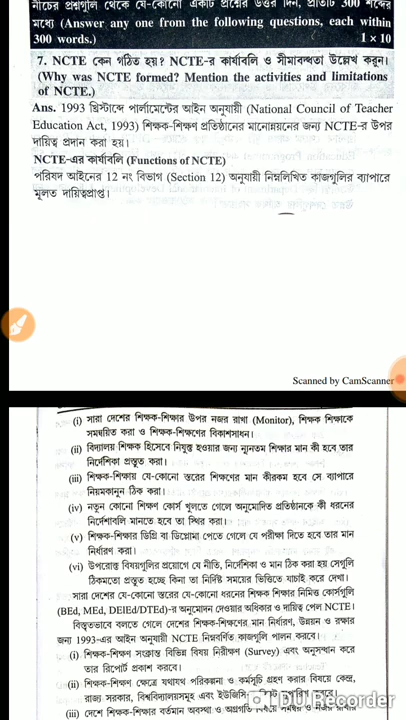 নীচের প্রশ্নগুলি থেকে যে-কোনো একটি প্রশ্নের উত্তর দিন, প্রতিটি 300 শব্দের
মধ্যে (Answer any one from the following questions, each within
300 words.) 1 × 10
7. NCTE কেন গঠিত হয়? NCTE-র কার্যাবলি ও সীমাবদ্ধতা উল্লেখ করুন।
(Why was NCTE formed? Mention the activities and limitations
of NCTE.)
Ans. 1993 খ্রিস্টাব্দে পার্লামেন্টের আইন অনুযায়ী (National Council of Teacher
Education Act, 1993) শিক্ষক-শিক্ষণ প্রতিষ্ঠানের মানোন্নয়নের জন্য NCTE-র উপর
দায়িত্ব প্রদান করা হয়।
NCTE-এর কার্যাবলি (Functions of NCTE)
পরিষদ আইনের 12 নং বিভাগ (Section 12) অনুযায়ী নিম্নলিখিত কাজগুলির ব্যাপারে
মূলত দায়িত্বপ্রাপ্ত।
Scanned by CamScanner
(i) সারা দেশের শিক্ষক-শিক্ষার উপর নজর রাখা (Monitor), শিক্ষক শিক্ষাকে
সমন্বয়িত করা ও শিক্ষক-শিক্ষণের বিকাশসাধন।
(ii) বিদ্যালয় শিক্ষক হিসেবে নিযুক্ত হওয়ার জন্য ন্যূনতম শিক্ষার মান কী হবে তার
নির্দেশিকা প্রস্তুত করা।
(iii) শিক্ষক-শিক্ষায় যে-কোনো স্তরের শিক্ষণের মান কীরকম হবে সে ব্যাপারে
নিয়মকানুন ঠিক করা।
(iv) নতুন কোনো শিক্ষণ কোর্স খুলতে গেলে অনুমোদিত প্রতিষ্ঠানকে কী ধরনের
নির্দেশাবলি মানতে হবে তা স্থির করা।
(v) শিক্ষক-শিক্ষার ডিগ্রি বা ডিপ্লোমা পেতে গেলে যে পরীক্ষা দিতে হবে তার মান
নির্ধারণ করা।
(vi) উপরোক্ত বিষয়গুলির প্রয়োগে যে নীতি, নির্দেশিকা ও মান ঠিক করা হয় সেগুলি
ঠিকমতো প্রস্তুত হচ্ছে কিনা তা নির্দিষ্ট সময়ের ভিত্তিতে যাচাই করে দেখা।
সারা দেশের যে-কোনো স্তরের যে-কোনো ধরনের শিক্ষক শিক্ষার নিমিত্ত কোর্সগুলি
(BEd, MEd, DElEd/DTEd)-র অনুমোদন দেওয়ার অধিকার ও দায়িত্ব পেল NCTE।
বিস্তৃতভাবে বলতে গেলে দেশের শিক্ষক-শিক্ষণের মান নির্ধারণ, উন্নয়ন ও রক্ষার
জন্য 1993-এর আইন অনুযায়ী NCTE নিম্নবর্ণিত কাজগুলি পালন করবে।
(i) শিক্ষক-শিক্ষণ সংক্রান্ত বিভিন্ন বিষয় নিরীক্ষণ (Survey) এবং অনুসন্ধান করে
তার রিপোর্ট প্রকাশ করবে।
(ii) শিক্ষক-শিক্ষণ ক্ষেত্রে যথাযথ পরিকল্পনা ও কর্মসূচি গ্রহণ করার বিষয়ে কেন্দ্র,
রাজ্য সরকার, বিশ্ববিদ্যালয়সমূহ এবং ইউজিসি
(iii) দেশে শিক্ষক-শিক্ষার বর্তমান অবস্থা ও অগ্রগতি
DU Recorder